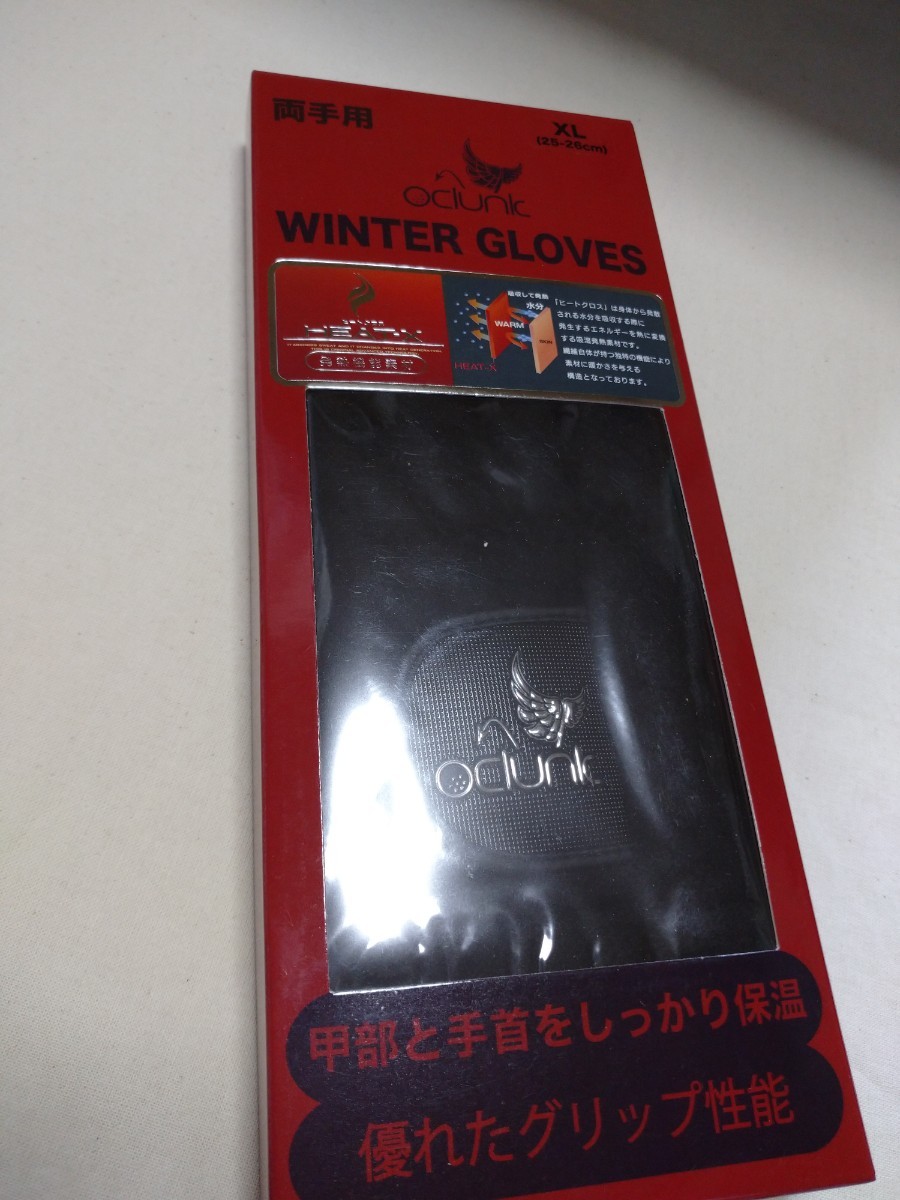 両手用
XL
(25-26cm)
oclunk
WINTER GLOVES
HEAT-X
吸収して発熱
水分
WARM
SKIN
HEAT-X
「ヒートクロス」は身体から発散
される水分を吸収する際に
発生するエネルギーを熱に変換
する吸湿発熱素材です。
繊維自体が持つ独特の機能により
素材に暖かさを与える
構造となっております。
oclunk
甲部と手首をしっかり保温
優れたグリップ性能